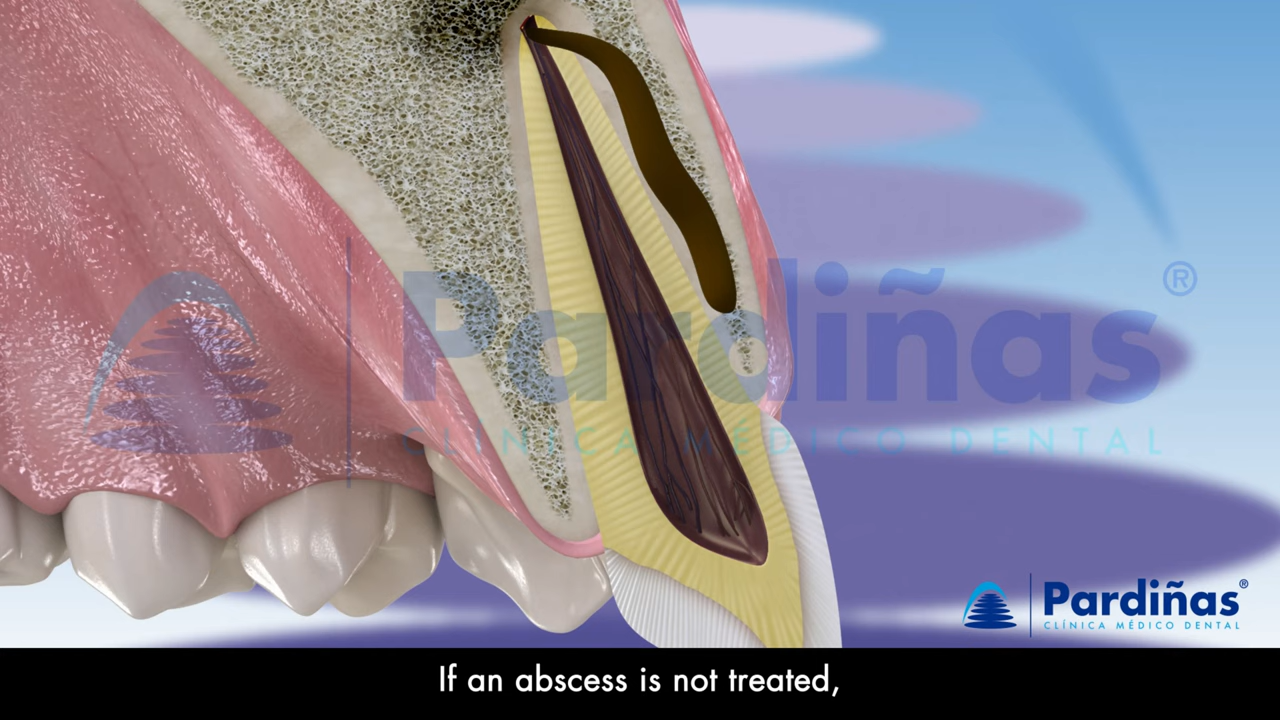 Pardiñas®
CLÍNICA MÉDICO DENTAL
Pardiñas®
CLÍNICA MÉDICO DENTAL
If an abscess is not treated,